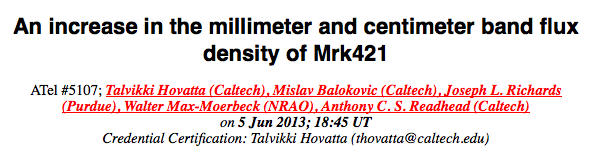 An increase in the millimeter and centimeter band flux
density of Mrk421
ATel #5107; Talvikki Hovatta (Caltech), Mislav Balokovic (Caltech), Joseph L. Richards
(Purdue), Walter Max-Moerbeck (NRAO), Anthony C. S. Readhead (Caltech)
on 5 Jun 2013; 18:45 UT
Credential Certification: Talvikki Hovatta (thovatta@caltech.edu)